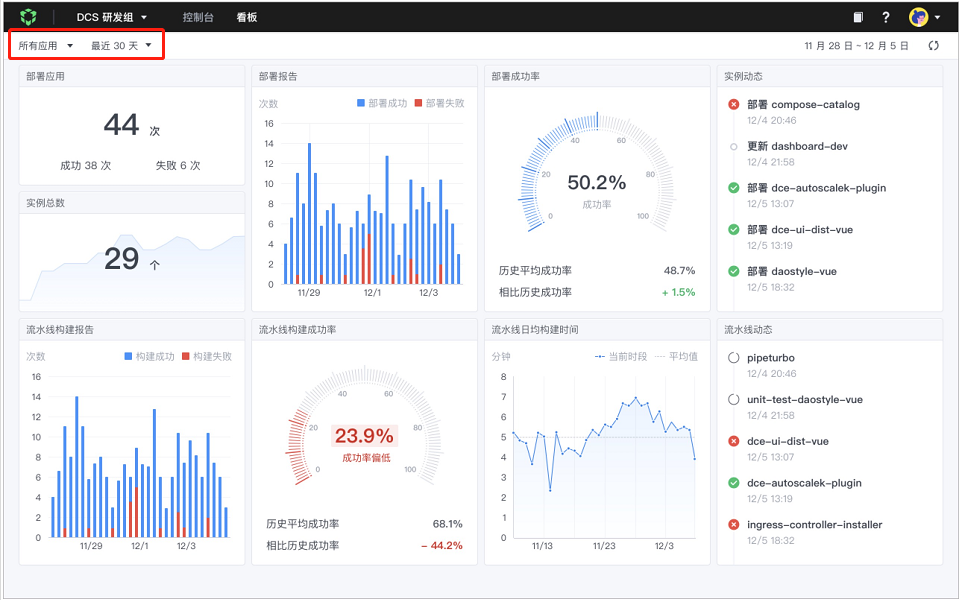 DCS 研发组 控制台 看板 ?
所有应用 最近 30 天 11 月 28 日 ~ 12 月 5 日
部署应用
44 次
成功 38 次 失败 6 次
实例总数
29 个
部署报告
次数 部署成功 部署失败
16
14
12
10
8
6
4
2
0
11/29 12/1 12/3
部署成功率
0 20 40 60 80 100
50.2%
成功率
历史平均成功率 48.7%
相比历史成功率 + 1.5%
实例动态
部署 compose-catalog
12/4 20:46
更新 dashboard-dev
12/4 21:58
部署 dce-autoscalek-plugin
12/5 13:07
部署 dce-ui-dist-vue
12/5 13:19
部署 daostyle-vue
12/5 18:32
流水线构建报告
次数 构建成功 构建失败
16
14
12
10
8
6
4
2
0
11/29 12/1 12/3
流水线构建成功率
0 20 40 60 80 100
23.9%
成功率偏低
历史平均成功率 68.1%
相比历史成功率 − 44.2%
流水线日均构建时间
分钟 当前时段 平均值
8
7
6
5
4
3
2
1
0
11/13 11/23 12/3
流水线动态
pipeturbo
12/4 20:46
unit-test-daostyle-vue
12/4 21:58
dce-ui-dist-vue
12/5 13:07
dce-autoscalek-plugin
12/5 13:19
ingress-controller-installer
12/5 18:32